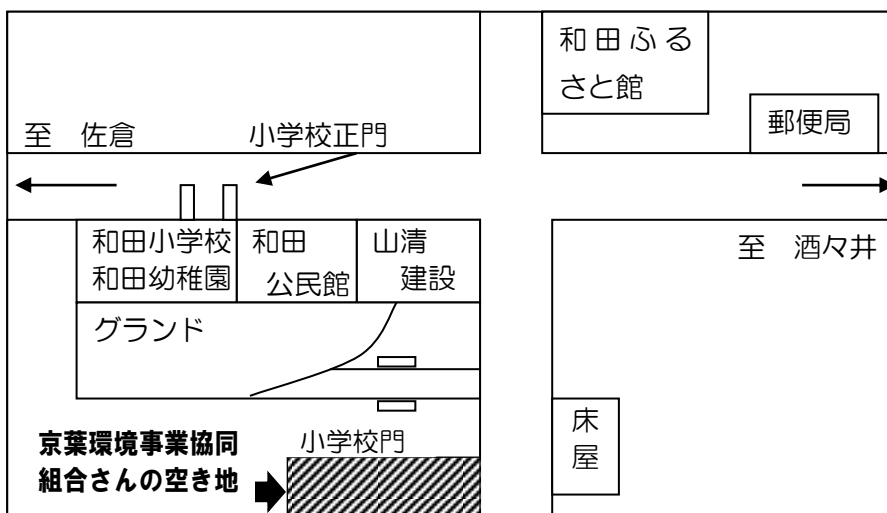 和田ふる
さと館
郵便局
至 佐倉
小学校正門
和田小学校
和田幼稚園
和田
公民館
山清
建設
至 酒々井
グランド
京葉環境事業協同
組合さんの空き地
小学校門
床
屋